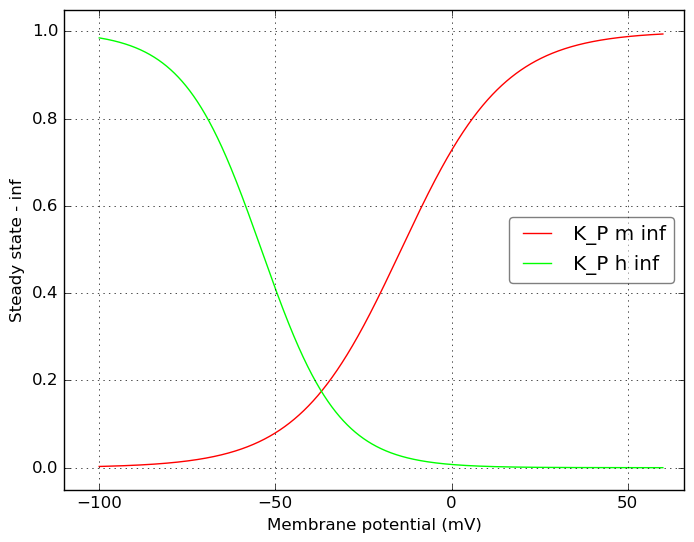 1.0
0.8
0.6
0.4
0.2
0.0
Steady state - inf
K_P m inf
K_P h inf
−100
−50
0
50
Membrane potential (mV)